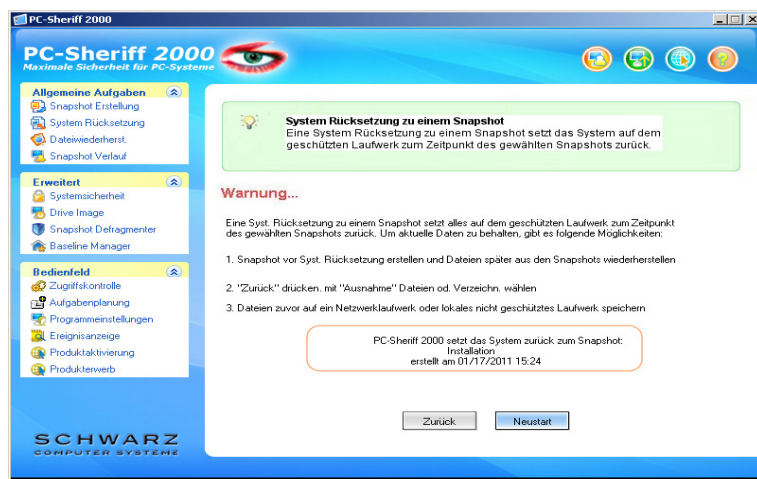 PC-Sheriff 2000
PC-Sheriff 2000
Maximale Sicherheit für PC-Systeme
Allgemeine Aufgaben
Snapshot Erstellung
System Rücksetzung
Dateiwiederherst.
Snapshot Verlauf
Erweitert
Systemsicherheit
Drive Image
Snapshot Defragmenter
Baseline Manager
Bedienfeld
Zugriffskontrolle
Aufgabenplanung
Programmeinstellungen
Ereignisanzeige
Produktaktivierung
Produkterwerb
SCHWARZ
COMPUTER SYSTEME
System Rücksetzung zu einem Snapshot
Eine System Rücksetzung zu einem Snapshot setzt das System auf dem
geschützten Laufwerk zum Zeitpunkt des gewählten Snapshots zurück.
Warnung...
Eine Syst. Rücksetzung zu einem Snapshot setzt alles auf dem geschützten Laufwerk zum Zeitpunkt
des gewählten Snapshots zurück. Um aktuelle Daten zu behalten, gibt es folgende Möglichkeiten:
1. Snapshot vor Syst. Rücksetzung erstellen und Dateien später aus den Snapshots wiederherstellen
2. "Zurück" drücken. mit "Ausnahme" Dateien od. Verzeichn. wählen
3. Dateien zuvor auf ein Netzwerklaufwerk oder lokales nicht geschütztes Laufwerk speichern
PC-Sheriff 2000 setzt das System zurück zum Snapshot:
Installation
erstellt am 01/17/2011 15:24
Zurück
Neustart